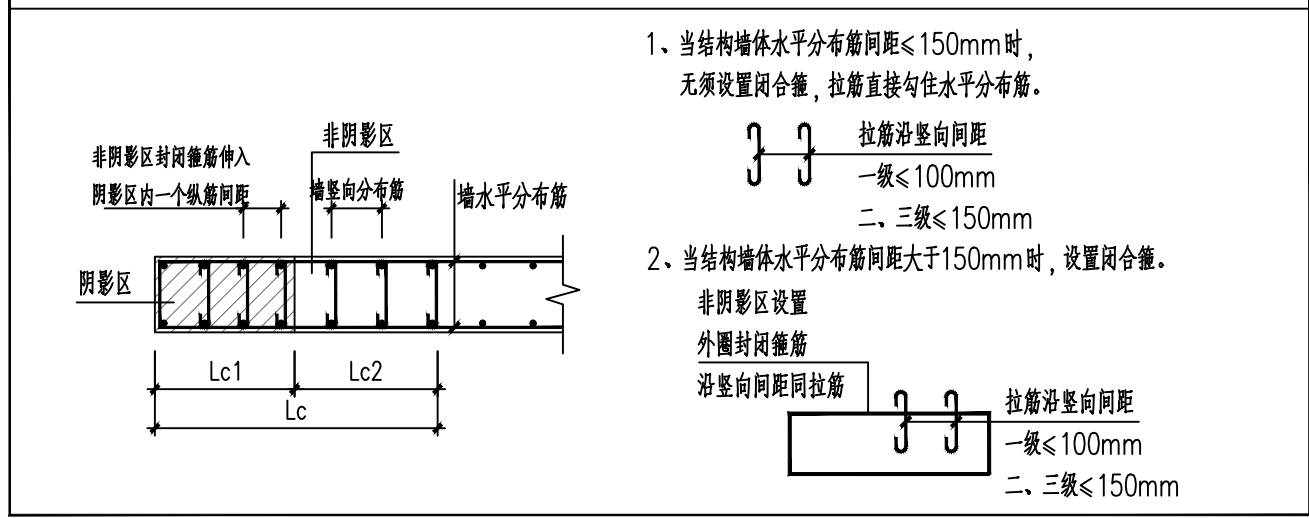 非阴影区封闭箍筋伸入
阴影区内一个纵筋间距
非阴影区
墙竖向分布筋
墙水平分布筋
阴影区
Lc1
Lc2
Lc
1、当结构墙体水平分布筋间距≤150mm时,
无须设置闭合箍,拉筋直接勾住水平分布筋。
拉筋沿竖向间距
一级≤100mm
二、三级≤150mm
2、当结构墙体水平分布筋间距大于150mm时,设置闭合箍。
非阴影区设置
外圈封闭箍筋
沿竖向间距同拉筋
拉筋沿竖向间距
一级≤100mm
二、三级≤150mm